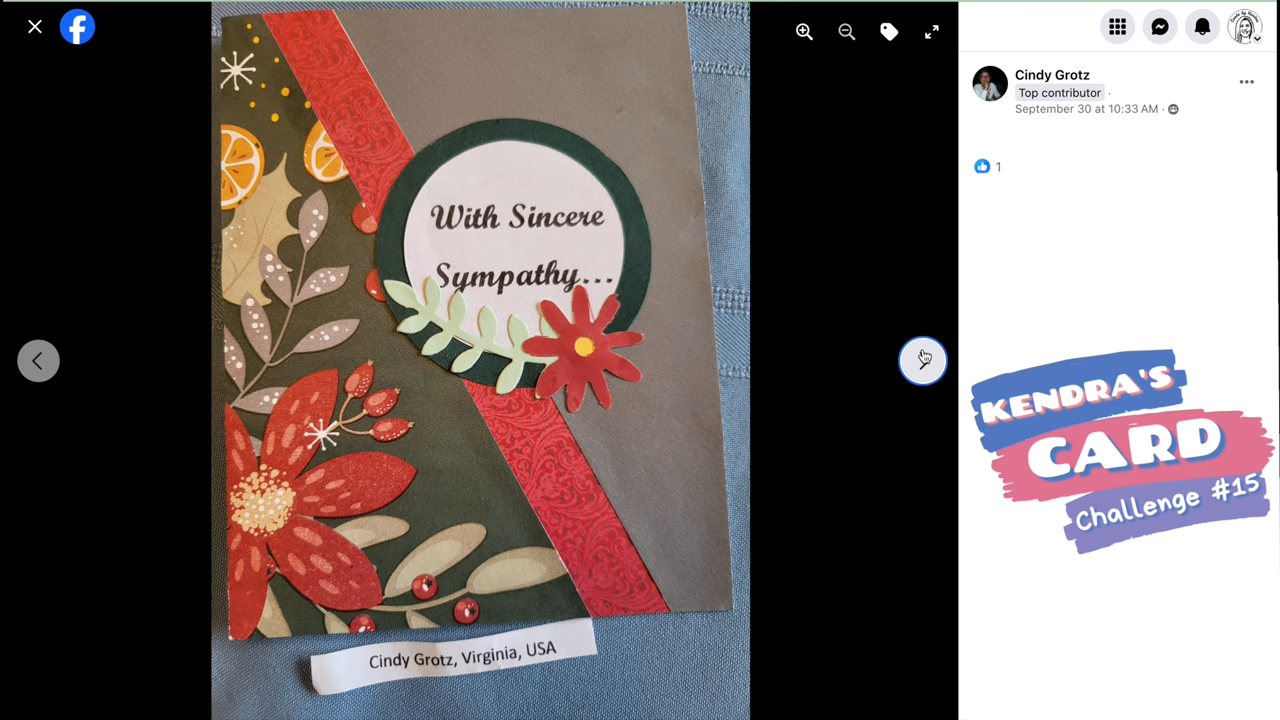 Cindy Grotz
Top contributor ·
September 30 at 10:33 AM ·
1
With Sincere
Sympathy...
KENDRA'S
CARD
Challenge #15
Cindy Grotz, Virginia, USA